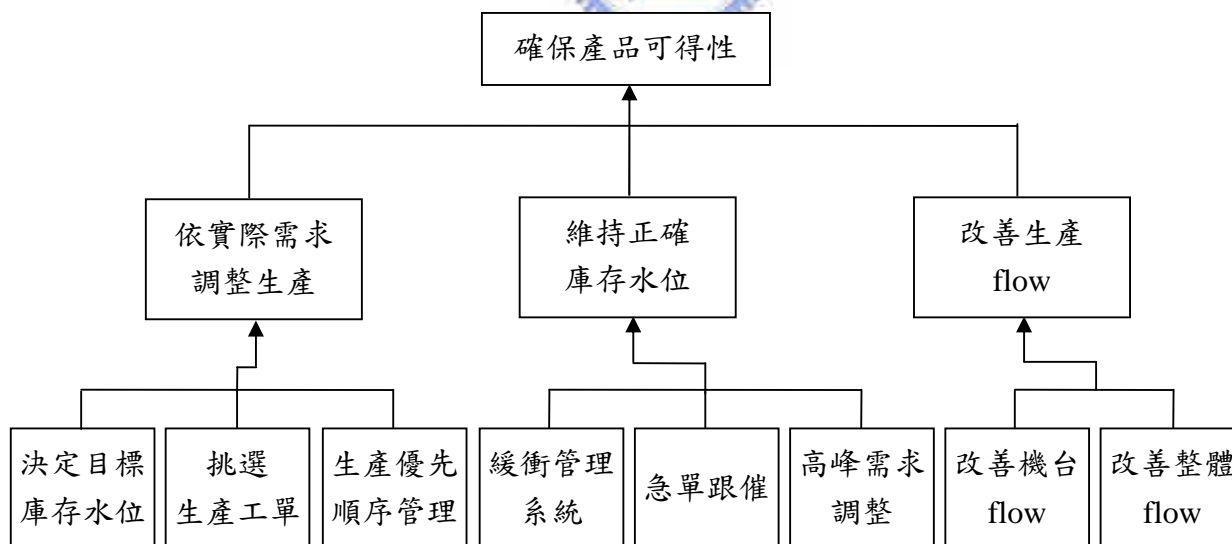 確保產品可得性
依實際需求
調整生產
維持正確
庫存水位
改善生產
flow
決定目標
庫存水位
挑選
生產工單
生產優先
順序管理
緩衝管理
系統
急單跟催
高峰需求
調整
改善機台
flow
改善整體
flow